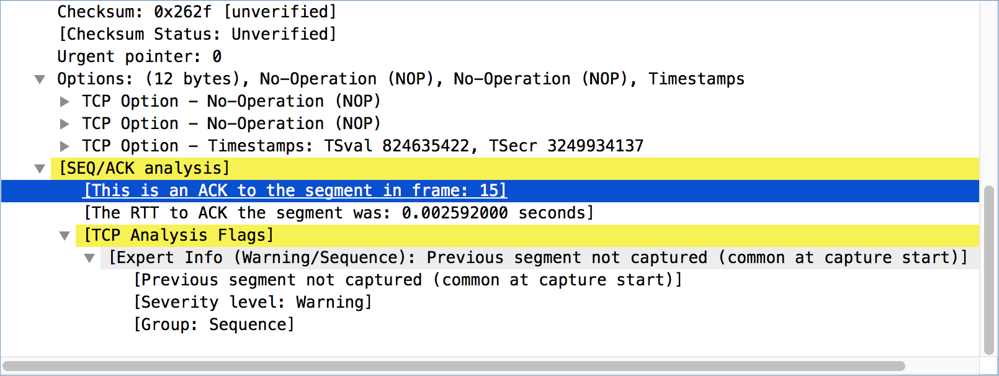 Checksum: 0x262f [unverified]
[Checksum Status: Unverified]
Urgent pointer: 0
Options: (12 bytes), No-Operation (NOP), No-Operation (NOP), Timestamps
TCP Option - No-Operation (NOP)
TCP Option - No-Operation (NOP)
TCP Option - Timestamps: TSval 824635422, TSecr 3249934137
[SEQ/ACK analysis]
[This is an ACK to the segment in frame: 15]
[The RTT to ACK the segment was: 0.002592000 seconds]
[TCP Analysis Flags]
[Expert Info (Warning/Sequence): Previous segment not captured (common at capture start)]
[Previous segment not captured (common at capture start)]
[Severity level: Warning]
[Group: Sequence]